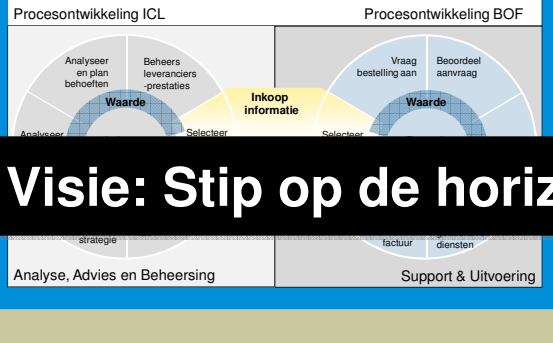 Procesontwikkeling ICL
Procesontwikkeling BOF
Analyseer
en plan
behoeften
Beheers
leveranciers
-prestaties
Vraag
bestelling aan
Beoordeel
aanvraag
Waarde
Inkoop
informatie
Waarde
Analyseer
Selecteer
Selecteer
Visie: Stip op de horiz
strategie
factuur
diensten
Analyse, Advies en Beheersing
Support & Uitvoering